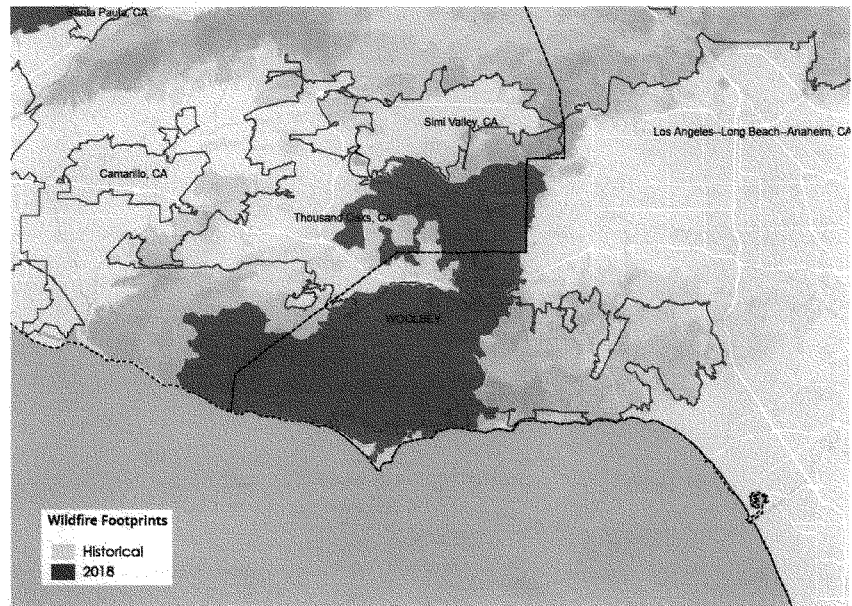 Santa Paula, CA
Simi Valley, CA
Los Angeles--Long Beach--Anaheim, CA
Camarillo, CA
Thousand Oaks, CA
WOOLSEY
Wildfire Footprints
Historical
2018